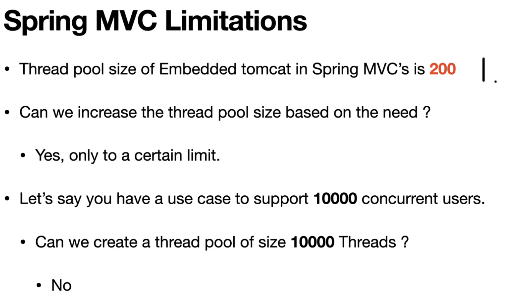 Spring MVC Limitations
• Thread pool size of Embedded tomcat in Spring MVC's is 200
• Can we increase the thread pool size based on the need ?
• Yes, only to a certain limit.
• Let's say you have a use case to support 10000 concurrent users.
• Can we create a thread pool of size 10000 Threads ?
• No